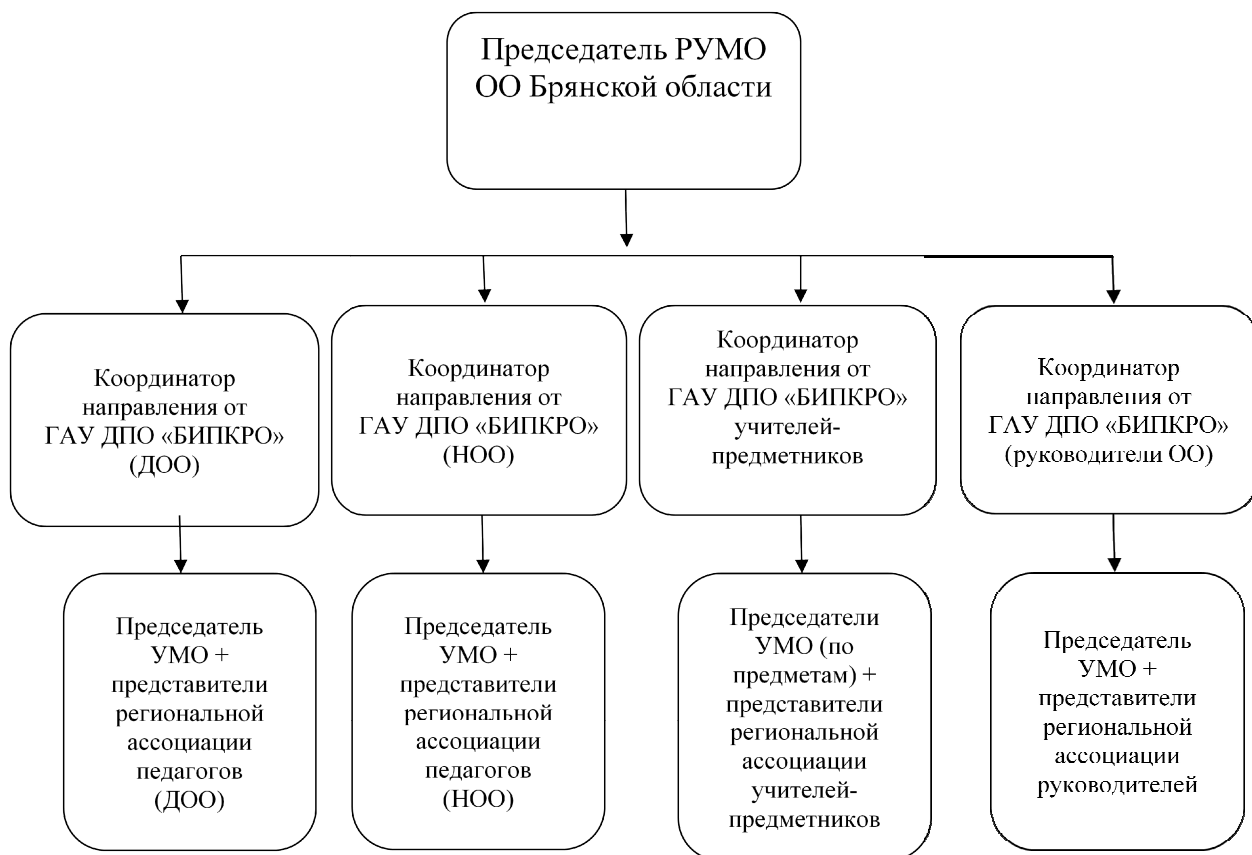 Председатель РУМО
ОО Брянской области
Координатор
направления от
ГАУ ДПО «БИПКРО»
(ДОО)
Координатор
направления от
ГАУ ДПО «БИПКРО»
(НОО)
Координатор
направления от
ГАУ ДПО «БИПКРО»
учителей-
предметников
Координатор
направления от
ГАУ ДПО «БИПКРО»
(руководители ОО)
Председатель
УМО +
представители
региональной
ассоциации
педагогов
(ДОО)
Председатель
УМО +
представители
региональной
ассоциации
педагогов
(НОО)
Председатели
УМО (по
предметам) +
представители
региональной
ассоциации
учителей-
предметников
Председатель
УМО +
представители
региональной
ассоциации
руководителей